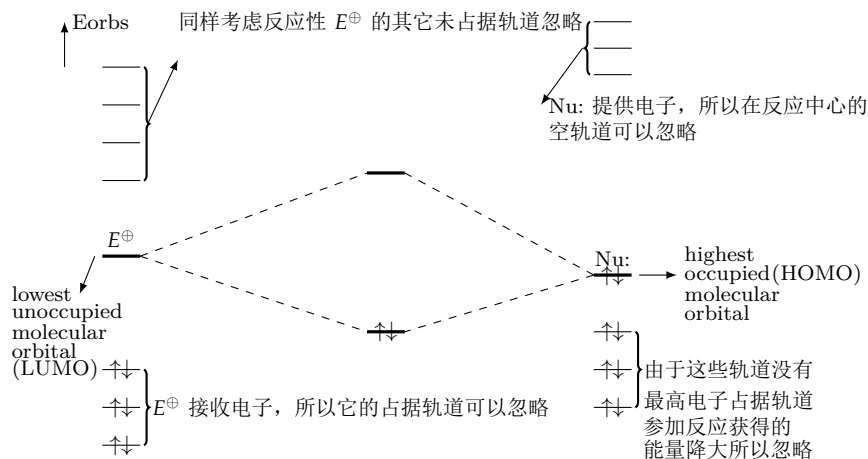 Eorbs
同样考虑反应性 E⊕ 的其它未占据轨道忽略
Nu: 提供电子，所以在反应中心的
空轨道可以忽略
E⊕
Nu:
highest
occupied(HOMO)
molecular
orbital
lowest
unoccupied
molecular
orbital
(LUMO)
E⊕ 接收电子，所以它的占据轨道可以忽略
由于这些轨道没有
最高电子占据轨道
参加反应获得的
能量降大所以忽略